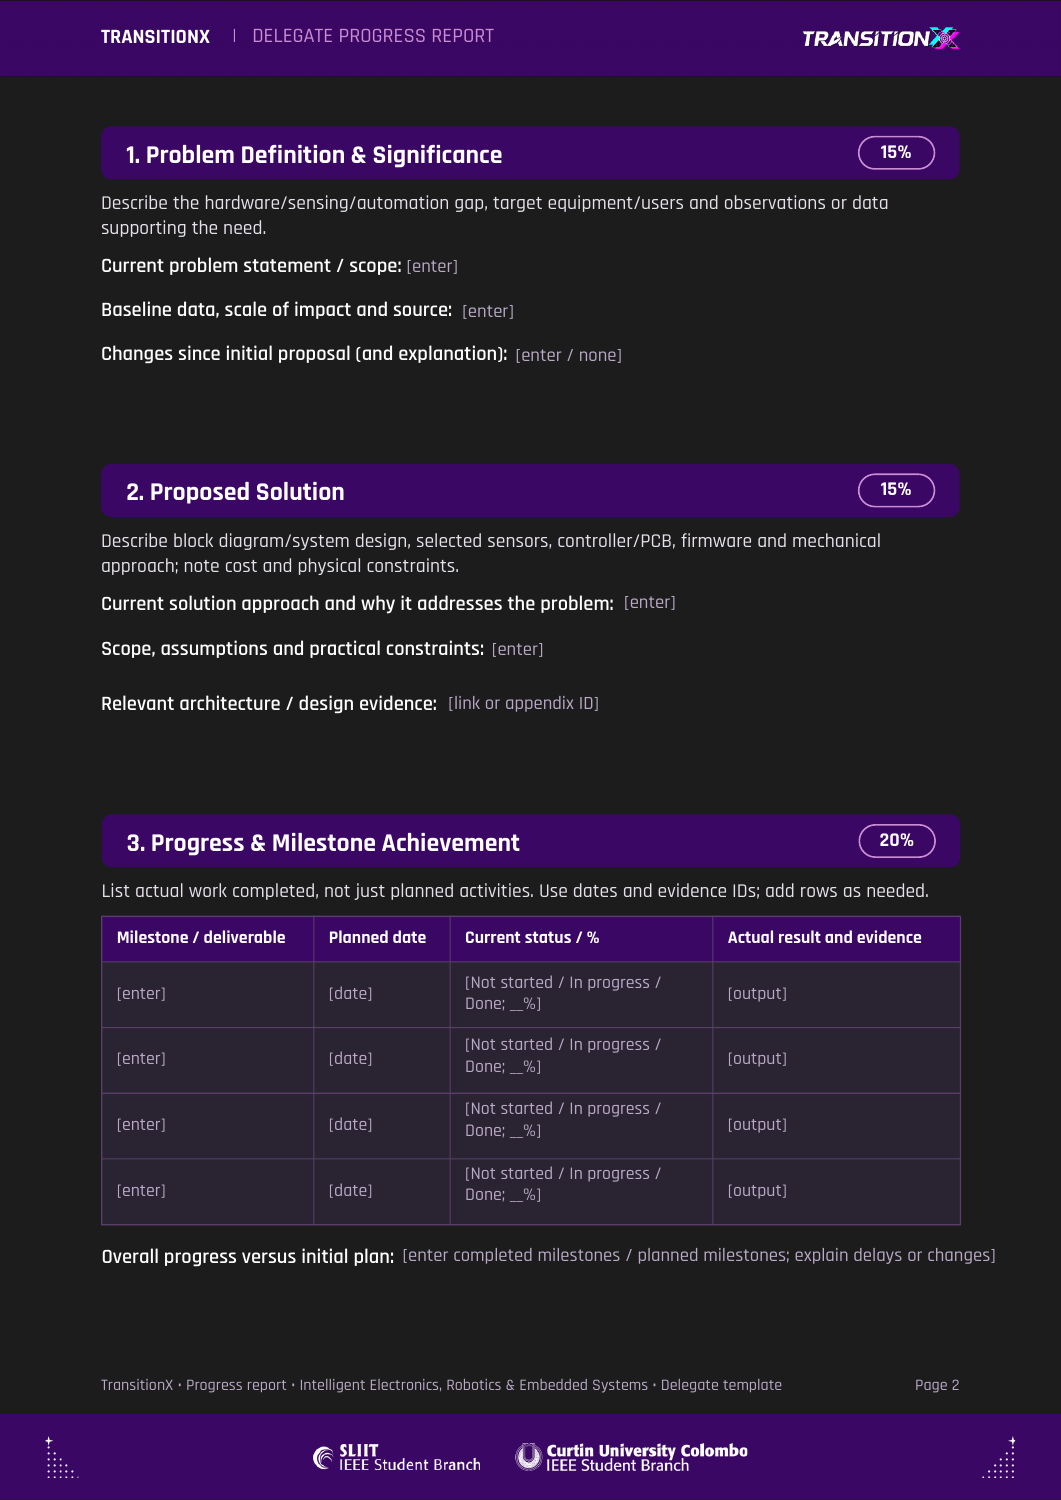 TRANSITIONX | DELEGATE PROGRESS REPORT
TRANSITIONX
1. Problem Definition & Significance 15%
Describe the hardware/sensing/automation gap, target equipment/users and observations or data
supporting the need.
Current problem statement / scope: [enter]
Baseline data, scale of impact and source: [enter]
Changes since initial proposal (and explanation): [enter / none]
2. Proposed Solution 15%
Describe block diagram/system design, selected sensors, controller/PCB, firmware and mechanical
approach; note cost and physical constraints.
Current solution approach and why it addresses the problem: [enter]
Scope, assumptions and practical constraints: [enter]
Relevant architecture / design evidence: [link or appendix ID]
3. Progress & Milestone Achievement 20%
List actual work completed, not just planned activities. Use dates and evidence IDs; add rows as needed.
Milestone / deliverable Planned date Current status / % Actual result and evidence
[enter] [date] [Not started / In progress /
Done; __%] [output]
[enter] [date] [Not started / In progress /
Done; __%] [output]
[enter] [date] [Not started / In progress /
Done; __%] [output]
[enter] [date] [Not started / In progress /
Done; __%] [output]
Overall progress versus initial plan: [enter completed milestones / planned milestones; explain delays or changes]
TransitionX • Progress report • Intelligent Electronics, Robotics & Embedded Systems • Delegate template Page 2
SLIIT
IEEE Student Branch
Curtin University Colombo
IEEE Student Branch